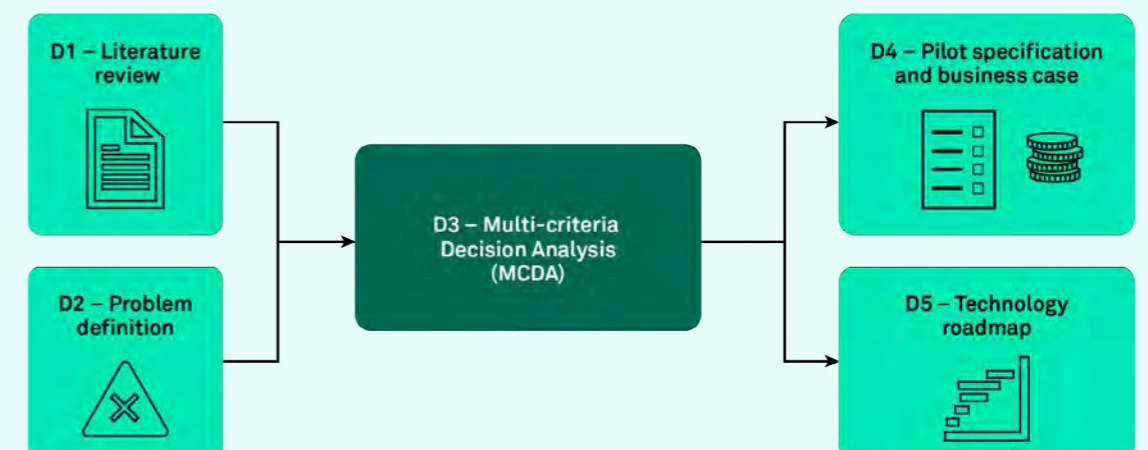 D1 – Literature
review
D2 – Problem
definition
D3 – Multi-criteria
Decision Analysis
(MCDA)
D4 – Pilot specification
and business case
D5 – Technology
roadmap